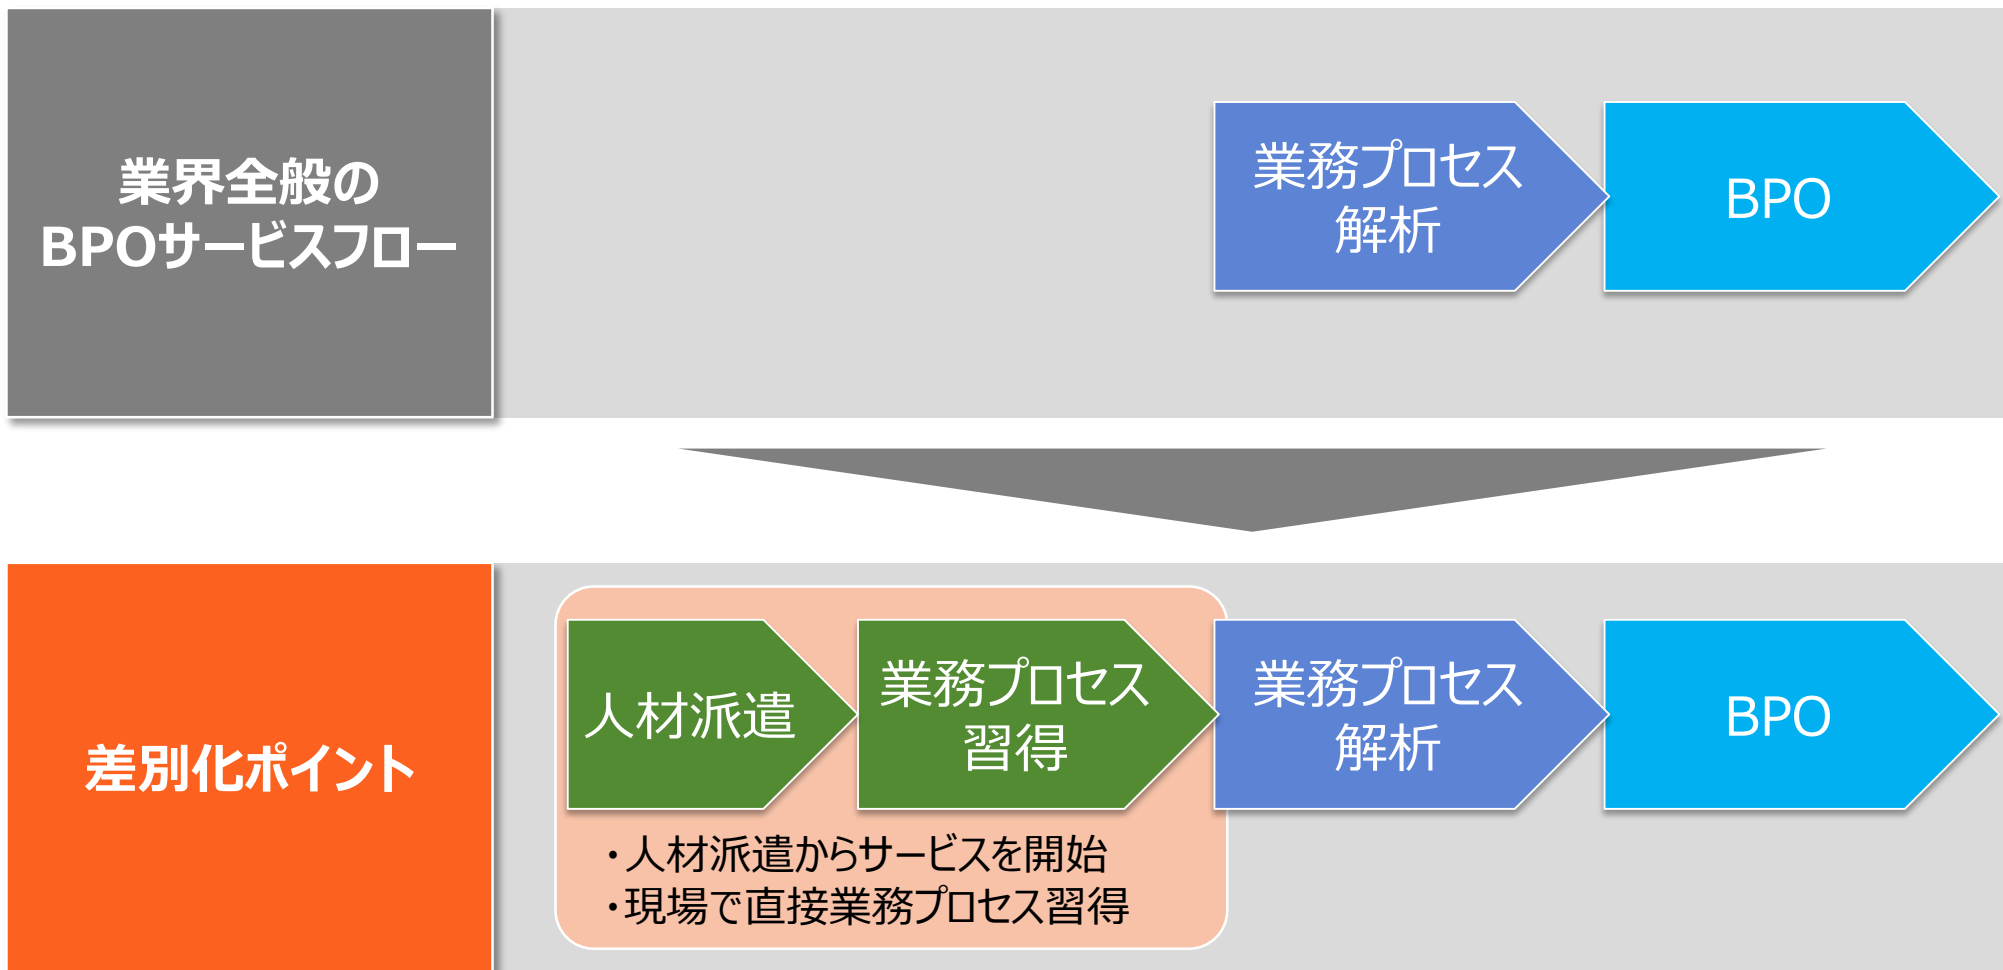 業界全般の
BPOサービスフロー
業務プロセス
解析
BPO
差別化ポイント
人材派遣
業務プロセス
習得
業務プロセス
解析
BPO
・人材派遣からサービスを開始
・現場で直接業務プロセス習得